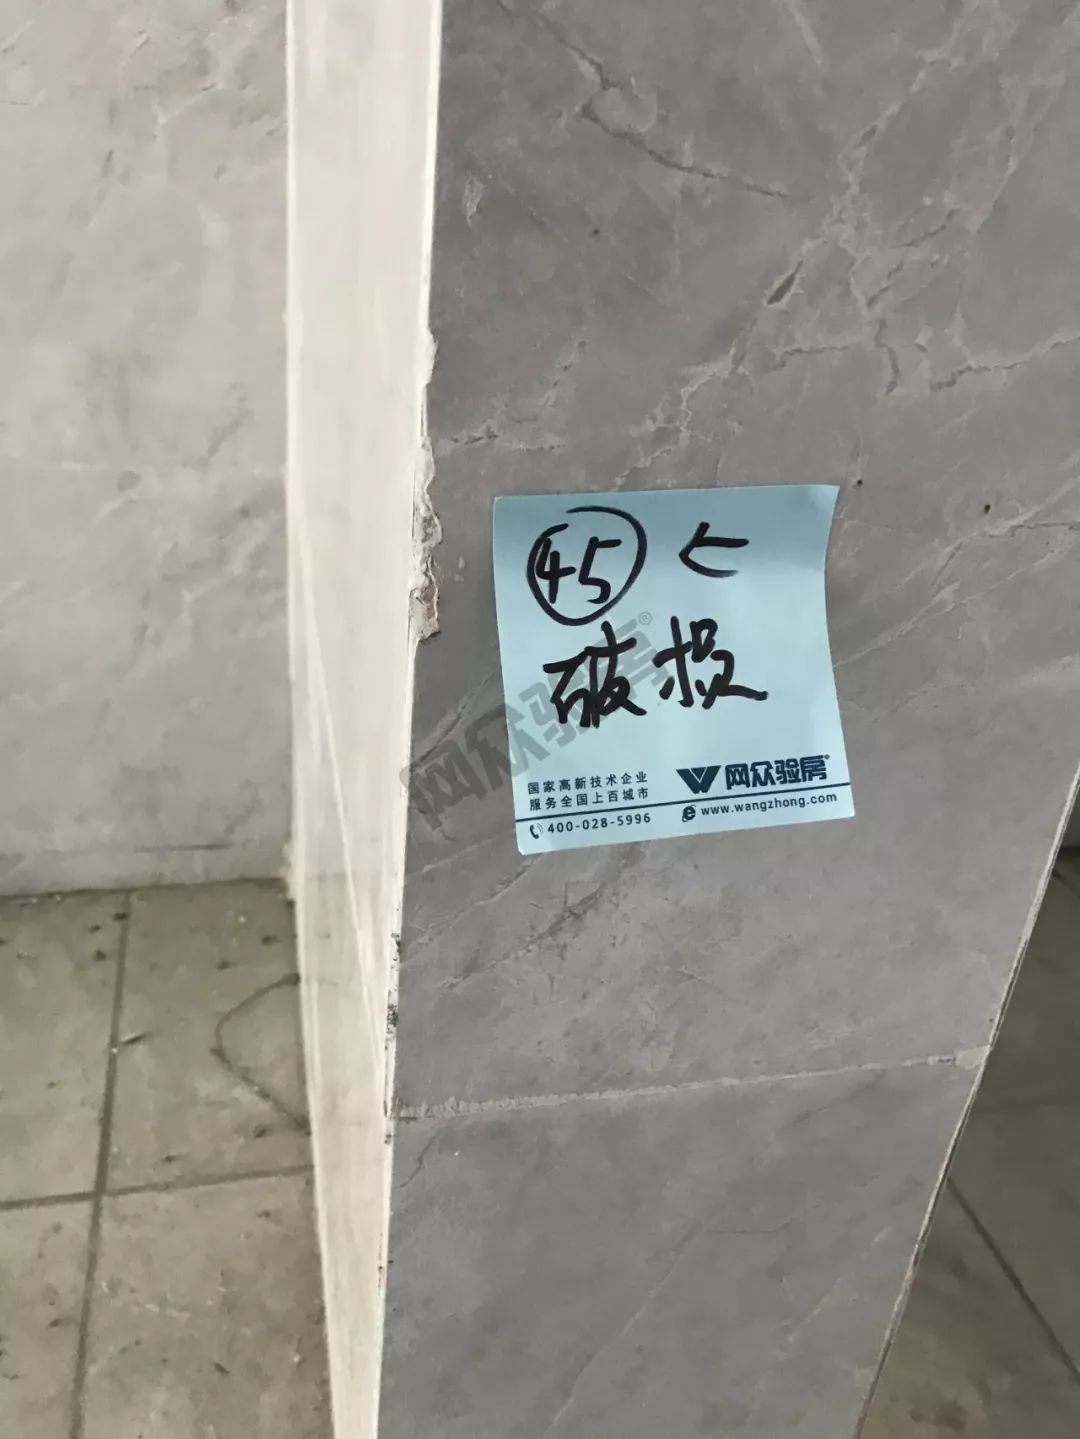 45 ←
破损
国家高新技术企业
服务全国上百城市
400-028-5996
网众验房®
www.wangzhong.com
网众验房®